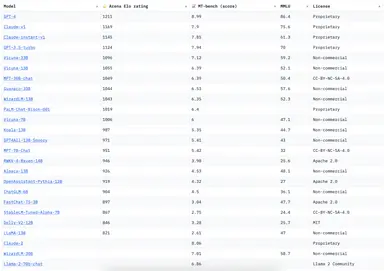 Model ⭐ Arena Elo rating 📈 MT-bench (score) MMLU License
GPT-4 1211 8.99 86.4 Proprietary
Claude-v1 1169 7.9 75.6 Proprietary
Claude-instant-v1 1145 7.85 61.3 Proprietary
GPT-3.5-turbo 1124 7.94 70 Proprietary
Vicuna-33B 1096 7.12 59.2 Non-commercial
Vicuna-13B 1055 6.39 52.1 Non-commercial
MPT-30B-chat 1049 6.39 50.4 CC-BY-NC-SA-4.0
Guanaco-33B 1044 6.53 57.6 Non-commercial
WizardLM-13B 1043 6.35 52.3 Non-commercial
PaLM-Chat-Bison-001 1019 6.4 Proprietary
Vicuna-7B 1006 6 47.1 Non-commercial
Koala-13B 987 5.35 44.7 Non-commercial
GPT4All-13B-Snoozy 971 5.41 43 Non-commercial
MPT-7B-Chat 951 5.42 32 CC-BY-NC-SA-4.0
RWKV-4-Raven-14B 946 3.98 25.6 Apache 2.0
Alpaca-13B 926 4.53 48.1 Non-commercial
OpenAssistant-Pythia-12B 919 4.32 27 Apache 2.0
ChatGLM-6B 904 4.5 36.1 Non-commercial
FastChat-T5-3B 897 3.04 47.7 Apache 2.0
StableLM-Tuned-Alpha-7B 867 2.75 24.4 CC-BY-NC-SA-4.0
Dolly-V2-12B 846 3.28 25.7 MIT
LLaMA-13B 821 2.61 47 Non-commercial
Claude-2 8.06 Proprietary
WizardLM-30B 7.01 58.7 Non-commercial
Llama-2-70b-chat 6.86 Llama 2 Community